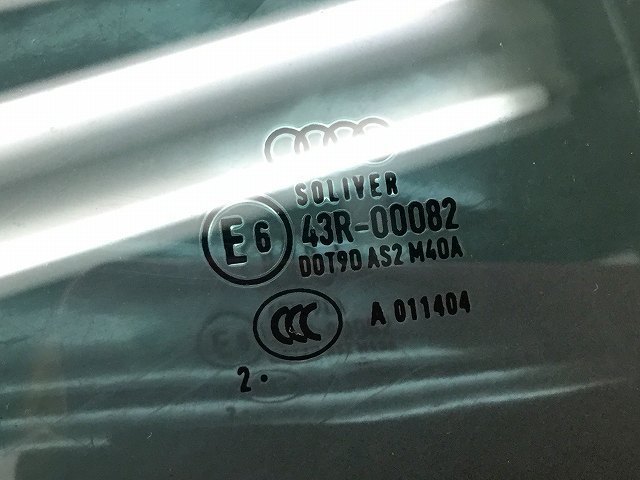 SOLIVER
E6 43R-00082
DOT90 AS2 M40A
CCC A 011404
2 •